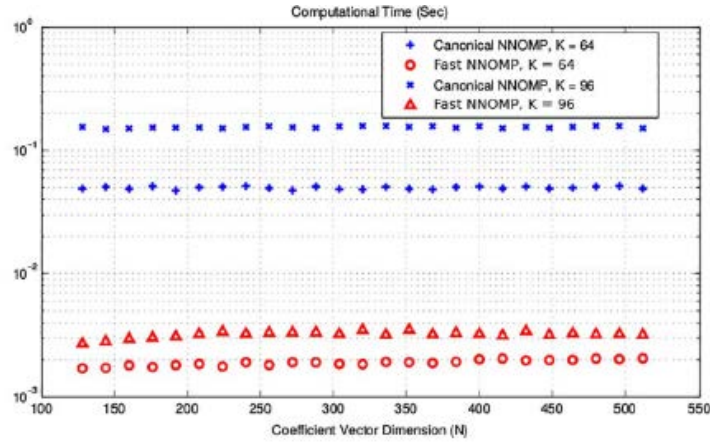 Computational Time (Sec)
10^0
10^-1
10^-2
10^-3
Canonical NNOMP, K = 64
Fast NNOMP, K = 64
Canonical NNOMP, K = 96
Fast NNOMP, K = 96
100 150 200 250 300 350 400 450 500 550
Coefficient Vector Dimension (N)